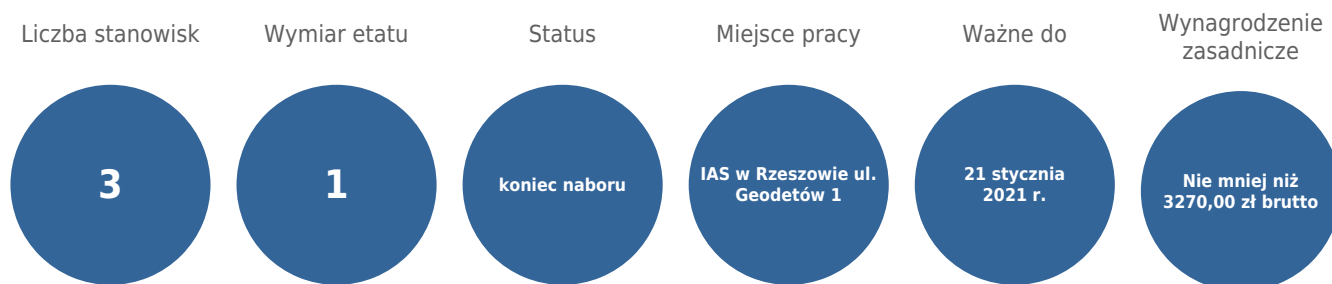 Liczba stanowisk
3
Wymiar etatu
1
Status
koniec naboru
Miejsce pracy
IAS w Rzeszowie ul.
Geodetów 1
Ważne do
21 stycznia
2021 r.
Wynagrodzenie
zasadnicze
Nie mniej niż
3270,00 zł brutto